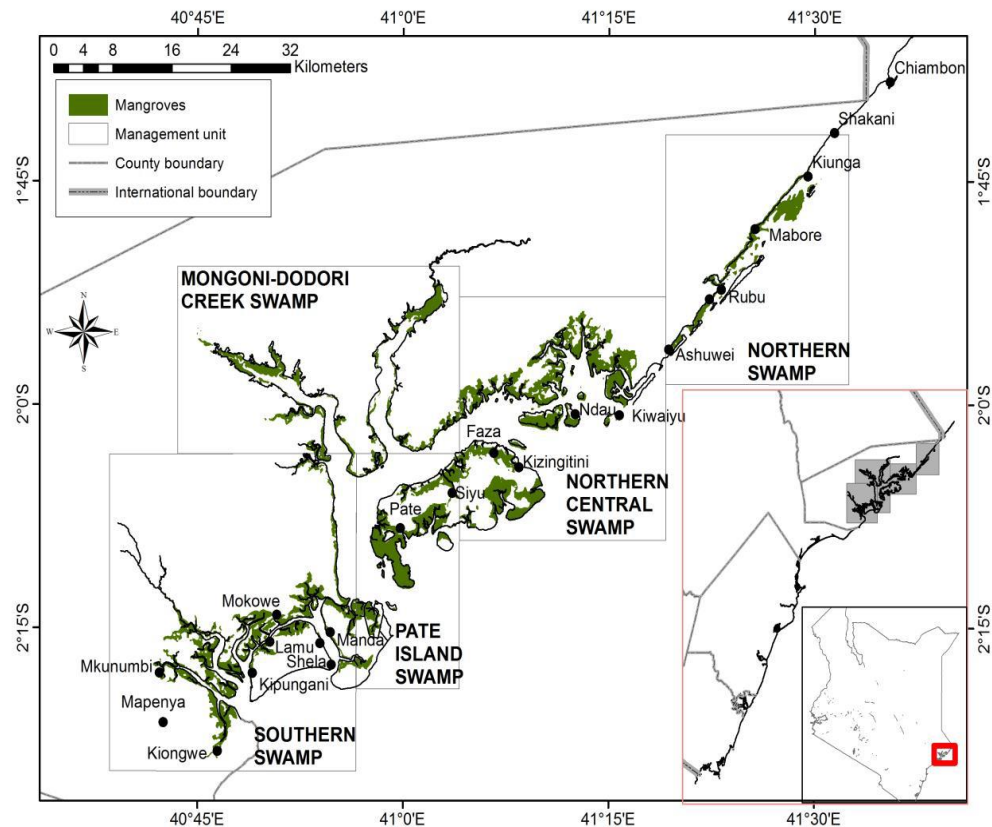 40°45'E
41°0'E
41°15'E
41°30'E
0 4 8 16 24 32
Kilometers
Mangroves
Management unit
County boundary
International boundary
Chiambon
Shakani
Kiunga
Mabore
Rubu
Ashuwei
NORTHERN
SWAMP
1°45'S
1°45'S
MONGONI-DODORI
CREEK SWAMP
N
W
E
S
2°0'S
2°0'S
Ndau
Kiwaiyu
Faza
Kizingitini
Siyu
Pate
NORTHERN
CENTRAL
SWAMP
2°15'S
2°15'S
Mokowe
Lamu
Manda
Shela
Kipungani
Mkunumbi
Mapenya
Kiongwe
PATE
ISLAND
SWAMP
SOUTHERN
SWAMP
40°45'E
41°0'E
41°15'E
41°30'E